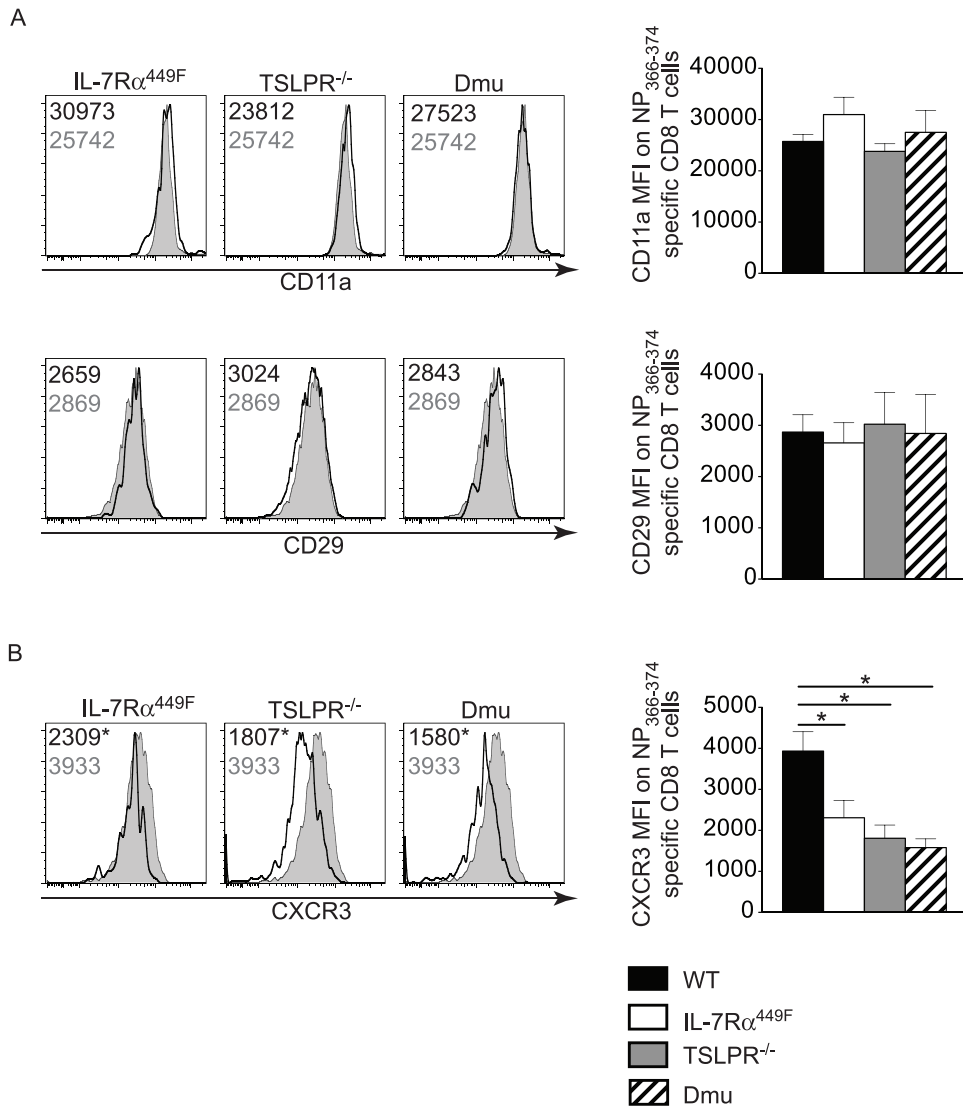 A
IL-7Rα449F TSLPR-/- Dmu
30973 23812 27523
25742 25742 25742
CD11a
40000
30000
20000
10000
0
CD11a MFI on NP366-374
specific CD8 T cells
2659 3024 2843
2869 2869 2869
CD29
4000
3000
2000
1000
0
CD29 MFI on NP366-374
specific CD8 T cells
B
IL-7Rα449F TSLPR-/- Dmu
2309* 1807* 1580*
3933 3933 3933
CXCR3
*
*
*
5000
4000
3000
2000
1000
0
CXCR3 MFI on NP366-374
specific CD8 T cells
WT
IL-7Rα449F
TSLPR-/-
Dmu